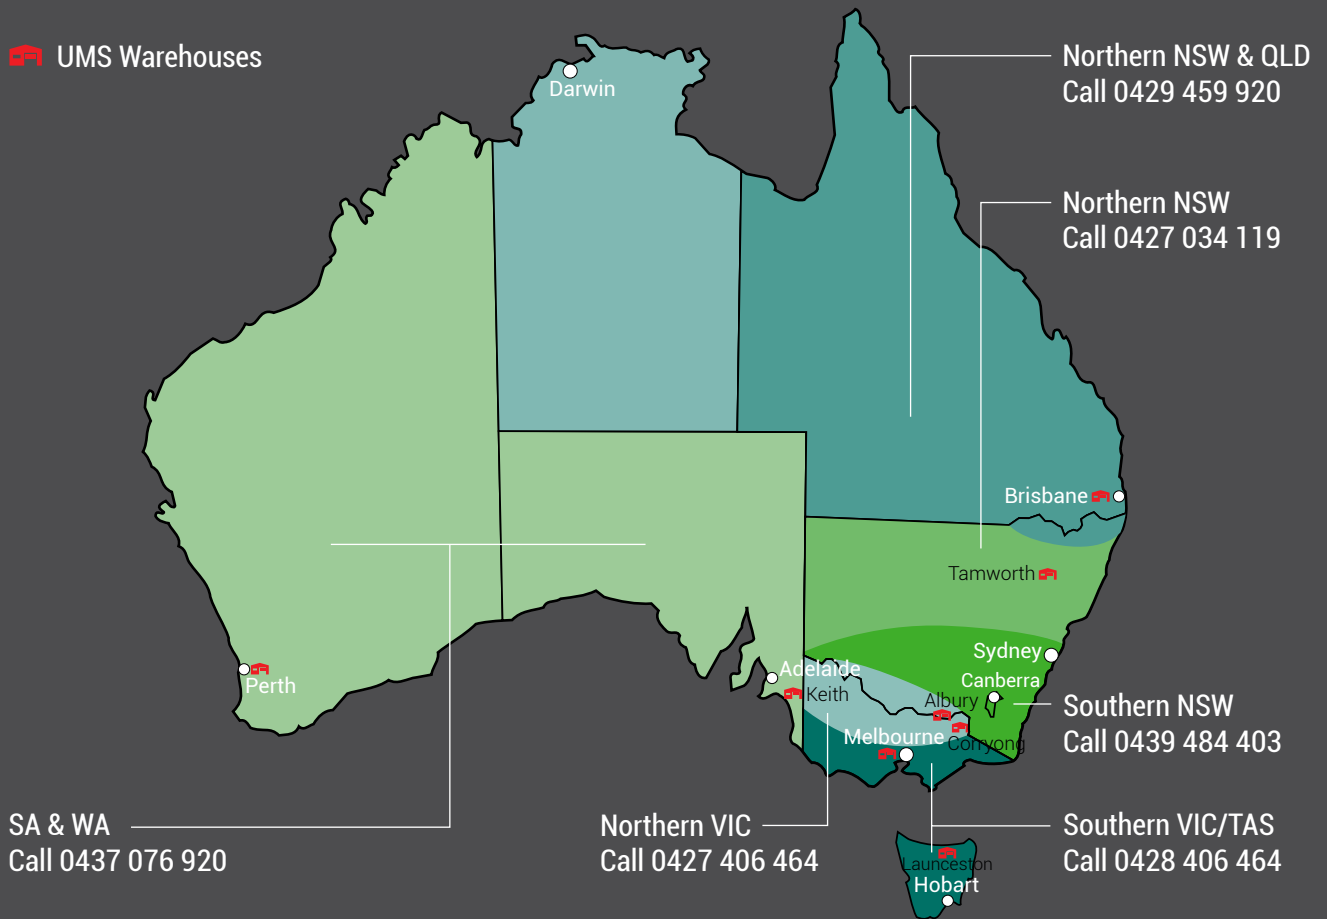 UMS Warehouses
Darwin
Northern NSW & QLD
Call 0429 459 920
Northern NSW
Call 0427 034 119
Brisbane
Tamworth
Sydney
Adelaide
Canberra
Perth
Keith
Albury
Melbourne
Corryong
Southern NSW
Call 0439 484 403
SA & WA
Call 0437 076 920
Northern VIC
Call 0427 406 464
Southern VIC/TAS
Call 0428 406 464
Launceston
Hobart